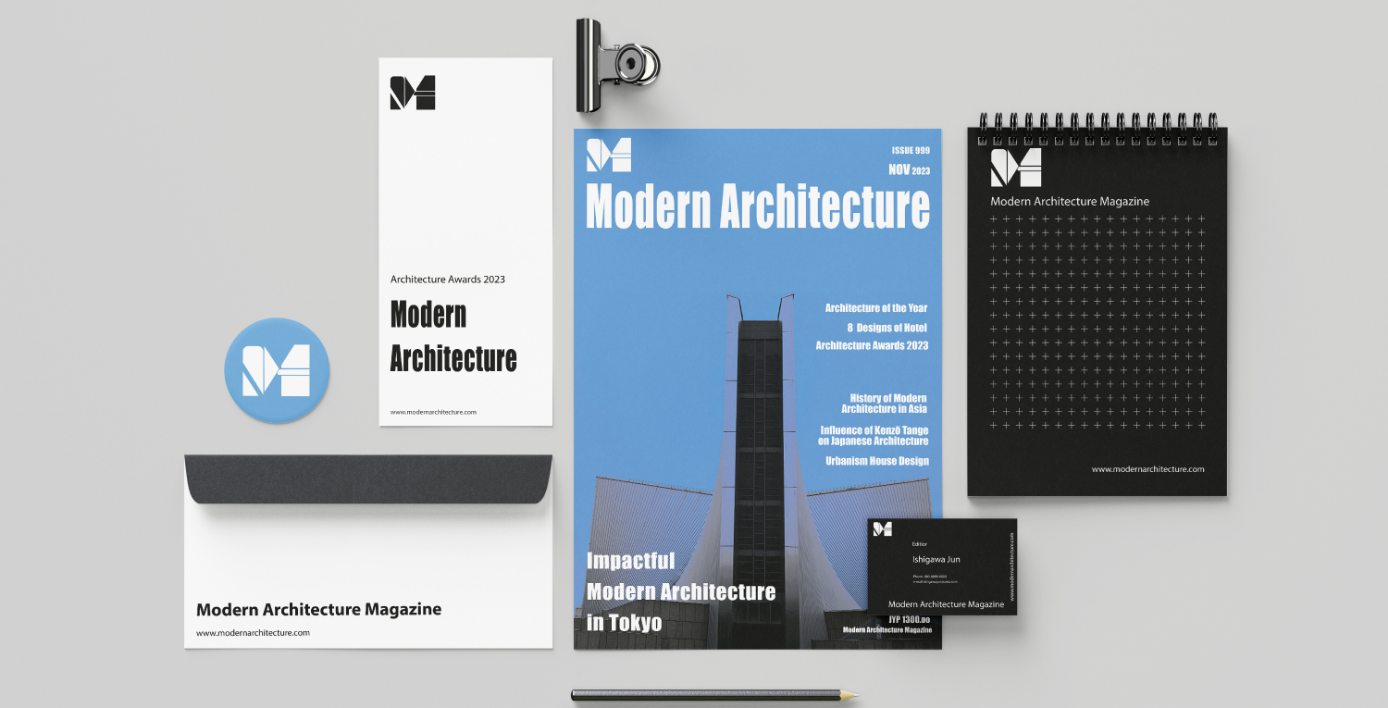 Architecture Awards 2023
Modern
Architecture
www.modernarchitecture.com
Modern Architecture Magazine
www.modernarchitecture.com
ISSUE 999
NOV 2023
Modern Architecture
Architecture of the Year
8 Designs of Hotel
Architecture Awards 2023
History of Modern
Architecture in Asia
Influence of Kenzō Tange
on Japanese Architecture
Urbanism House Design
Impactful
Modern Architecture
in Tokyo
JYP 1300.00
Modern Architecture Magazine
Modern Architecture Magazine
www.modernarchitecture.com
Editor
Ishigawa Jun
Modern Architecture Magazine
www.modernarchitecture.com